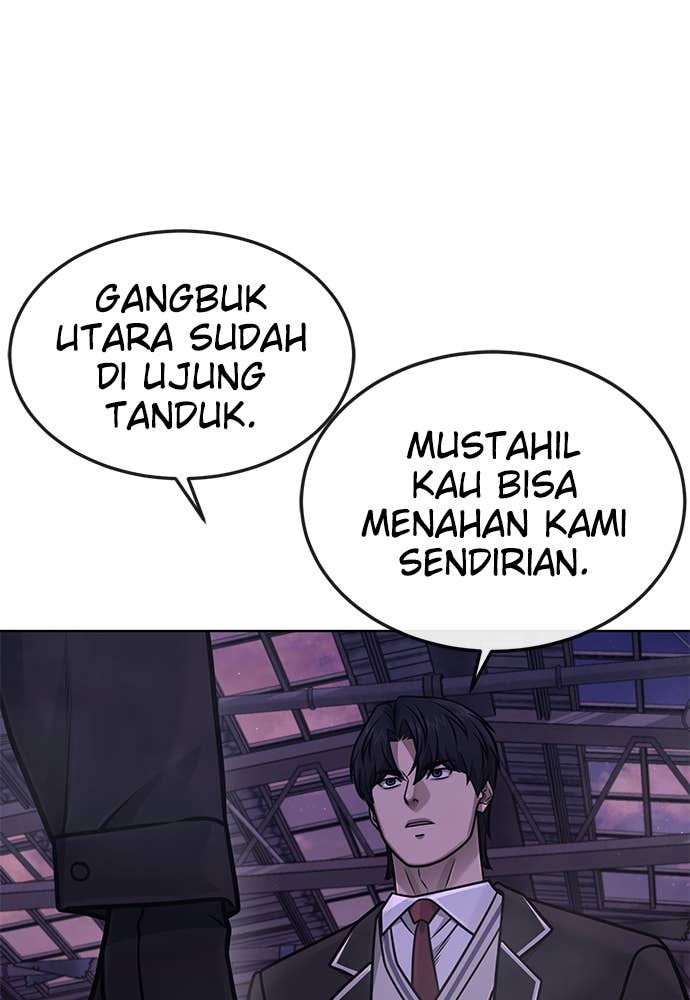 GANGBUK
UTARA SUDAH
DI UJUNG
TANDUK.
MUSTAHIL
KAU BISA
MENAHAN KAMI
SENDIRIAN.